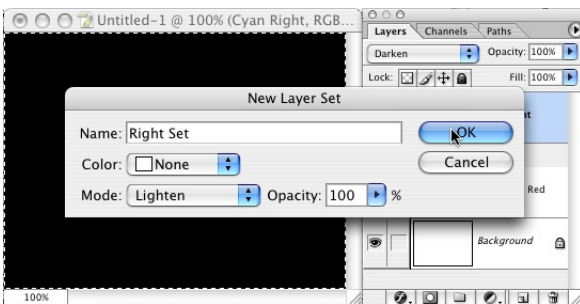 Untitled-1 @ 100% (Cyan Right, RGB...
Layers Channels Paths
Darken Opacity: 100%
Lock: Fill: 100%
New Layer Set
Name: Right Set
OK
Color: None
Cancel
Mode: Lighten Opacity: 100 %
Red
Background
100%